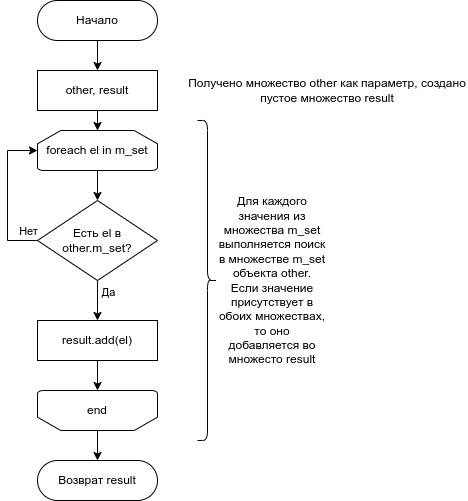 Начало
other, result
Получено множество other как параметр, создано
пустое множество result
foreach el in m_set
Нет
Есть el в
other.m_set?
Да
Для каждого
значения из
множества m_set
выполняется поиск
в множестве m_set
объекта other.
Если значение
присутствует в
обоих множествах,
то оно
добавляется во
множесто result
result.add(el)
end
Возврат result